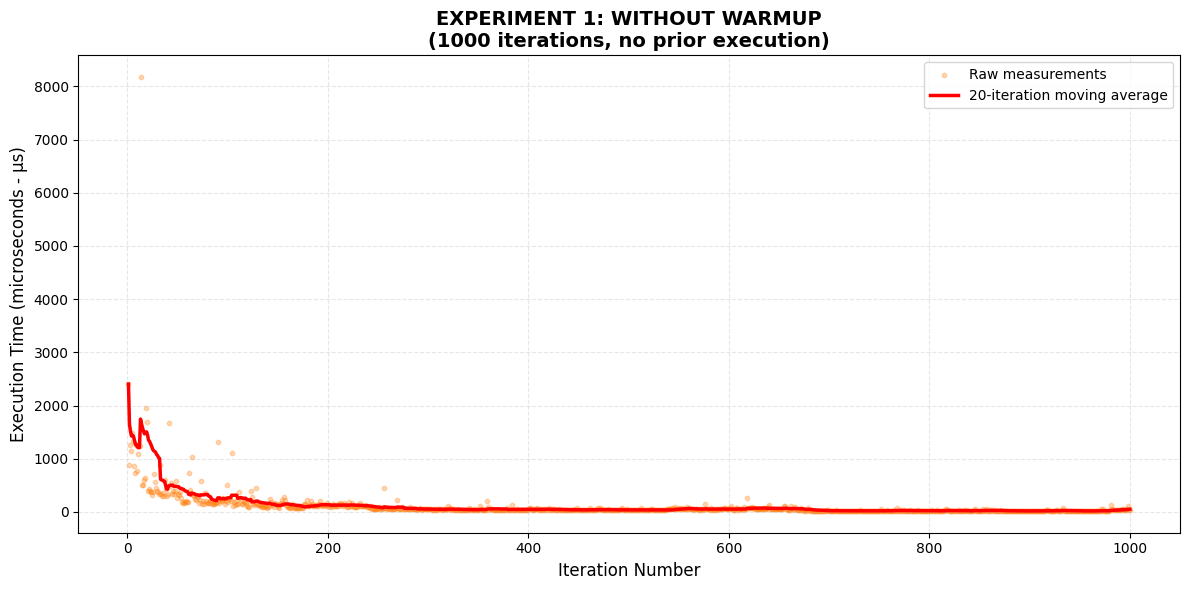 EXPERIMENT 1: WITHOUT WARMUP
(1000 iterations, no prior execution)
Raw measurements
20-iteration moving average
Execution Time (microseconds - μs)
8000
7000
6000
5000
4000
3000
2000
1000
0
0 200 400 600 800 1000
Iteration Number